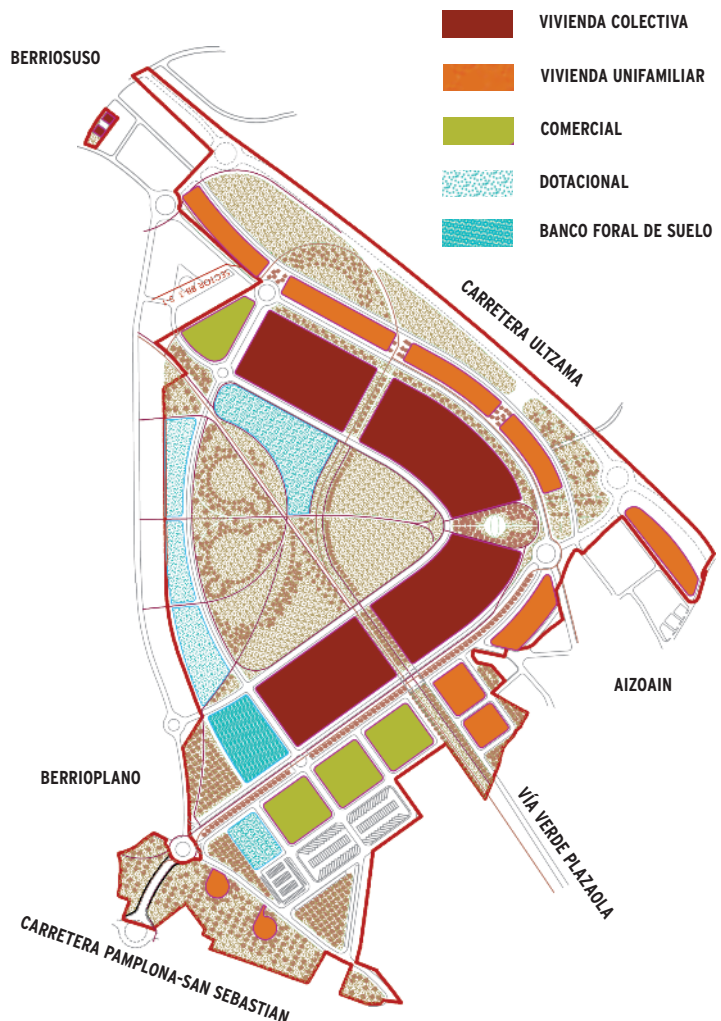 VIVIENDA COLECTIVA
BERRIOSUSO
VIVIENDA UNIFAMILIAR
COMERCIAL
DOTACIONAL
BANCO FORAL DE SUELO
CARRETERA ULTZAMA
AIZOAIN
BERRIOPLANO
VÍA VERDE PLAZAOLA
CARRETERA PAMPLONA-SAN SEBASTIAN